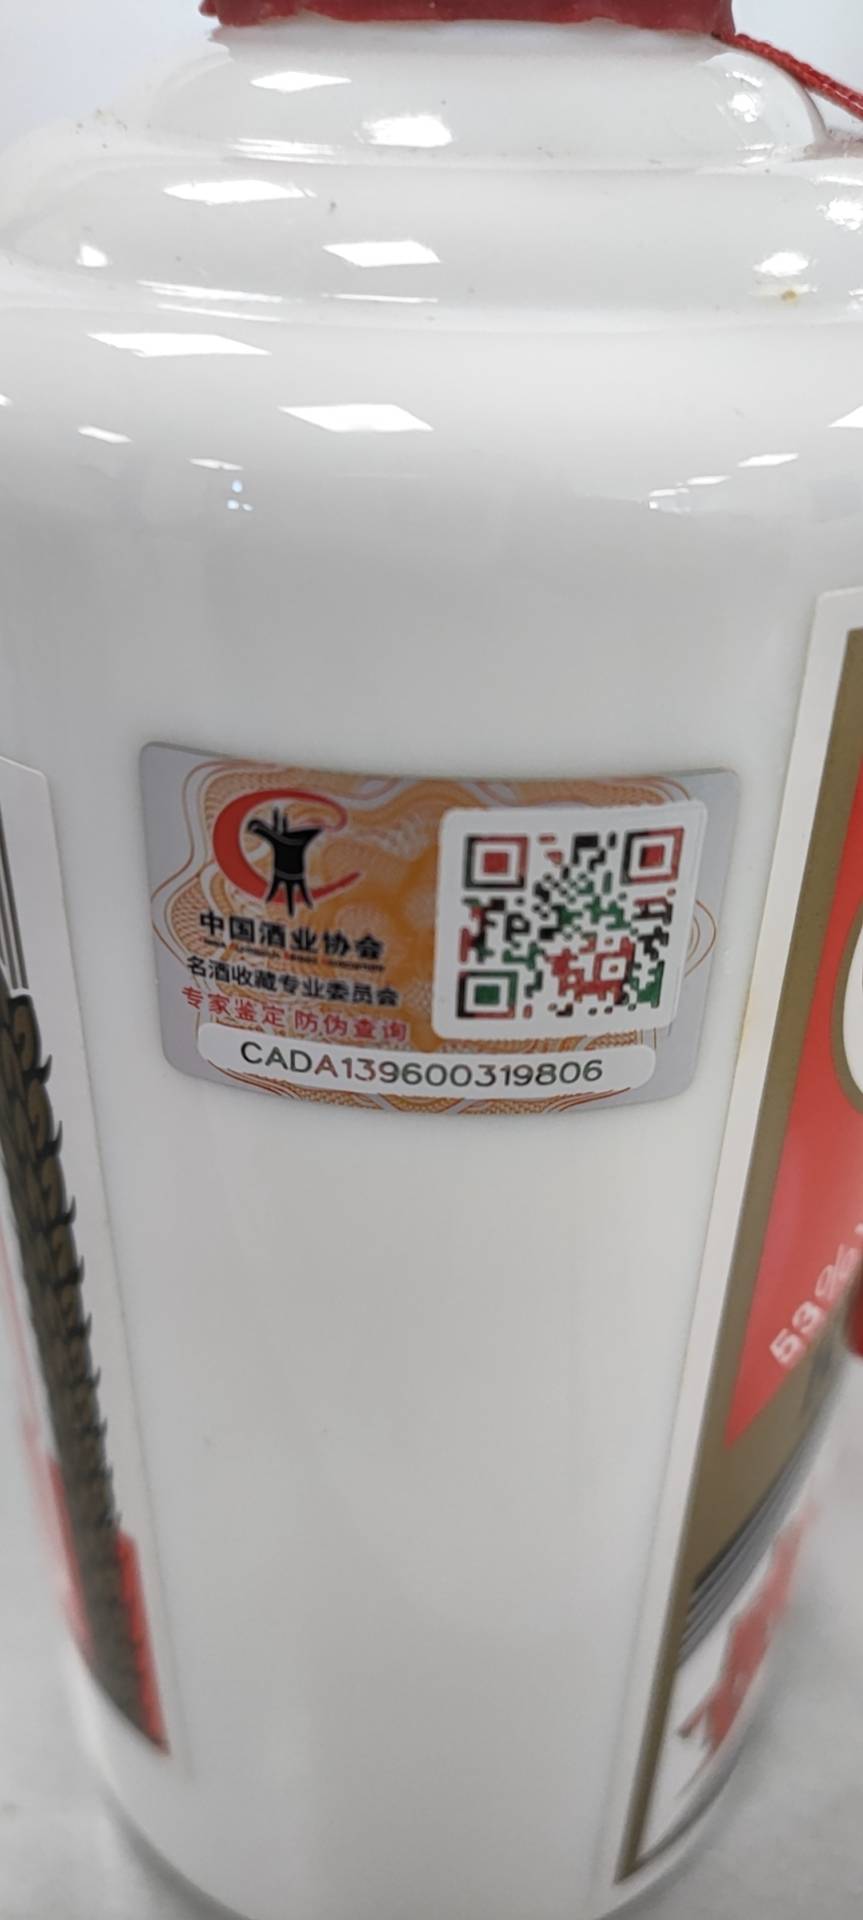 中国酒业协会
名酒收藏专业委员会
专家鉴定 防伪查询
CADA139600319806
53%